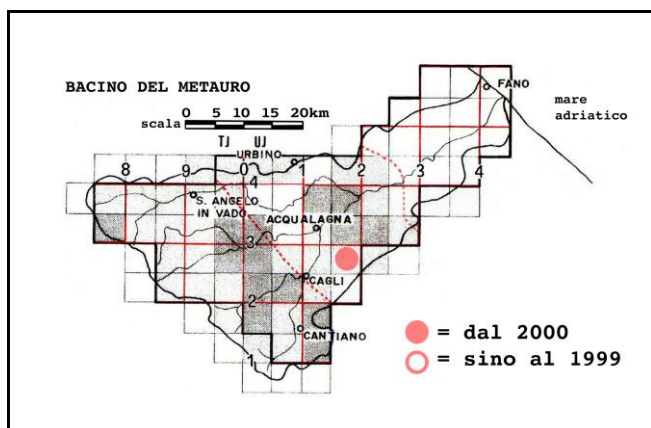 BACINO DEL METAURO
FANO
mare
adriatico
5 10 15 20km
scala
TJ UJ
URBINO
8 9 0 1 2 3 4
4
S. ANGELO
IN VADO
ACQUALAGNA
3
CAGLI
2
CANTIANO
1
= dal 2000
= sino al 1999